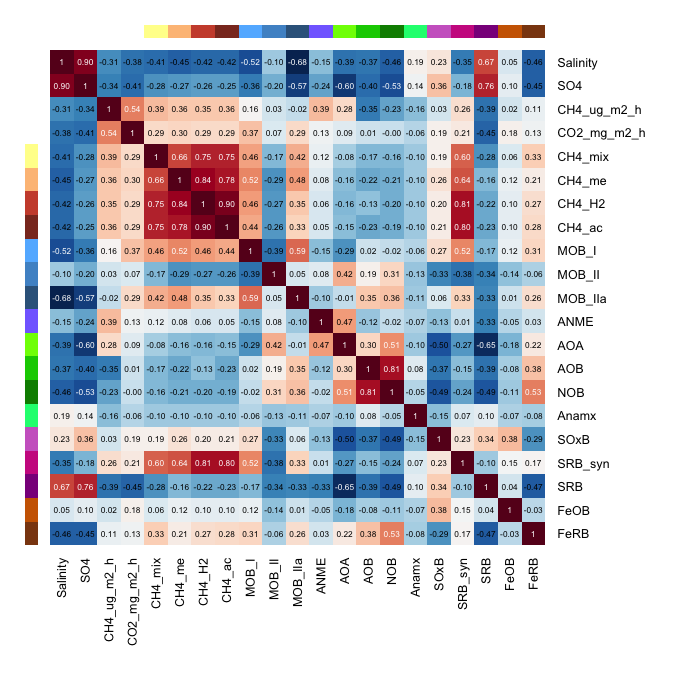 1 0.90 -0.31 -0.38 -0.41 -0.45 -0.42 -0.42 -0.52 -0.10 -0.68 -0.15 -0.39 -0.37 -0.46 0.19 0.23 -0.35 0.67 0.05 -0.46 Salinity
0.90 1 -0.34 -0.41 -0.28 -0.27 -0.26 -0.25 -0.36 -0.20 -0.57 -0.24 -0.60 -0.40 -0.53 0.14 0.36 -0.18 0.76 0.10 -0.45 SO4
-0.31 -0.34 1 0.54 0.39 0.36 0.35 0.36 0.16 0.03 -0.02 0.39 0.28 -0.35 -0.23 -0.16 0.03 0.26 -0.39 0.02 0.11 CH4_ug_m2_h
-0.38 -0.41 0.54 1 0.29 0.30 0.29 0.29 0.37 0.07 0.29 0.13 0.09 0.01 -0.00 -0.06 0.19 0.21 -0.45 0.18 0.13 CO2_mg_m2_h
-0.41 -0.28 0.39 0.29 1 0.66 0.75 0.75 0.46 -0.17 0.42 0.12 -0.08 -0.17 -0.16 -0.10 0.19 0.60 -0.28 0.06 0.33 CH4_mix
-0.45 -0.27 0.36 0.30 0.66 1 0.84 0.78 0.52 -0.29 0.48 0.08 -0.16 -0.22 -0.21 -0.10 0.26 0.64 -0.16 0.12 0.21 CH4_me
-0.42 -0.26 0.35 0.29 0.75 0.84 1 0.90 0.46 -0.27 0.35 0.06 -0.16 -0.13 -0.20 -0.10 0.20 0.81 -0.22 0.10 0.27 CH4_H2
-0.42 -0.25 0.36 0.29 0.75 0.78 0.90 1 0.44 -0.26 0.33 0.05 -0.15 -0.23 -0.19 -0.10 0.21 0.80 -0.23 0.10 0.28 CH4_ac
-0.52 -0.36 0.16 0.37 0.46 0.52 0.46 0.44 1 -0.39 0.59 -0.15 -0.29 0.02 -0.02 -0.06 0.27 0.52 -0.17 0.12 0.31 MOB_I
-0.10 -0.20 0.03 0.07 -0.17 -0.29 -0.27 -0.26 -0.39 1 0.05 0.08 0.42 0.19 0.31 -0.13 -0.33 -0.38 -0.34 -0.14 -0.06 MOB_II
-0.68 -0.57 -0.02 0.29 0.42 0.48 0.35 0.33 0.59 0.05 1 -0.10 -0.01 0.35 0.36 -0.11 0.06 0.33 -0.33 0.01 0.26 MOB_IIa
-0.15 -0.24 0.39 0.13 0.12 0.08 0.06 0.05 -0.15 0.08 -0.10 1 0.47 -0.12 -0.02 -0.07 -0.13 0.01 -0.33 -0.05 0.03 ANME
-0.39 -0.60 0.28 0.09 -0.08 -0.16 -0.16 -0.15 -0.29 0.42 -0.01 0.47 1 0.30 0.51 -0.10 -0.50 -0.27 -0.65 -0.18 0.22 AOA
-0.37 -0.40 -0.35 0.01 -0.17 -0.22 -0.13 -0.23 0.02 0.19 0.35 -0.12 0.30 1 0.81 0.08 -0.37 -0.15 -0.39 -0.08 0.38 AOB
-0.46 -0.53 -0.23 -0.00 -0.16 -0.21 -0.20 -0.19 -0.02 0.31 0.36 -0.02 0.51 0.81 1 -0.05 -0.49 -0.24 -0.49 -0.11 0.53 NOB
0.19 0.14 -0.16 -0.06 -0.10 -0.10 -0.10 -0.10 -0.06 -0.13 -0.11 -0.07 -0.10 0.08 -0.05 1 -0.15 0.07 0.10 -0.07 -0.08 Anamx
0.23 0.36 0.03 0.19 0.19 0.26 0.20 0.21 0.27 -0.33 0.06 -0.13 -0.50 -0.37 -0.49 -0.15 1 0.23 0.34 0.38 -0.29 SOxB
-0.35 -0.18 0.26 0.21 0.60 0.64 0.81 0.80 0.52 -0.38 0.33 0.01 -0.27 -0.15 -0.24 0.07 0.23 1 -0.10 0.15 0.17 SRB_syn
0.67 0.76 -0.39 -0.45 -0.28 -0.16 -0.22 -0.23 -0.17 -0.34 -0.33 -0.33 -0.65 -0.39 -0.49 0.10 0.34 -0.10 1 0.04 -0.47 SRB
0.05 0.10 0.02 0.18 0.06 0.12 0.10 0.10 0.12 -0.14 0.01 -0.05 -0.18 -0.08 -0.11 -0.07 0.38 0.15 0.04 1 -0.03 FeOB
-0.46 -0.45 0.11 0.13 0.33 0.21 0.27 0.28 0.31 -0.06 0.26 0.03 0.22 0.38 0.53 -0.08 -0.29 0.17 -0.47 -0.03 1 FeRB
Salinity SO4 CH4_ug_m2_h CO2_mg_m2_h CH4_mix CH4_me CH4_H2 CH4_ac MOB_I MOB_II MOB_IIa ANME AOA AOB NOB Anamx SOxB SRB_syn SRB FeOB FeRB